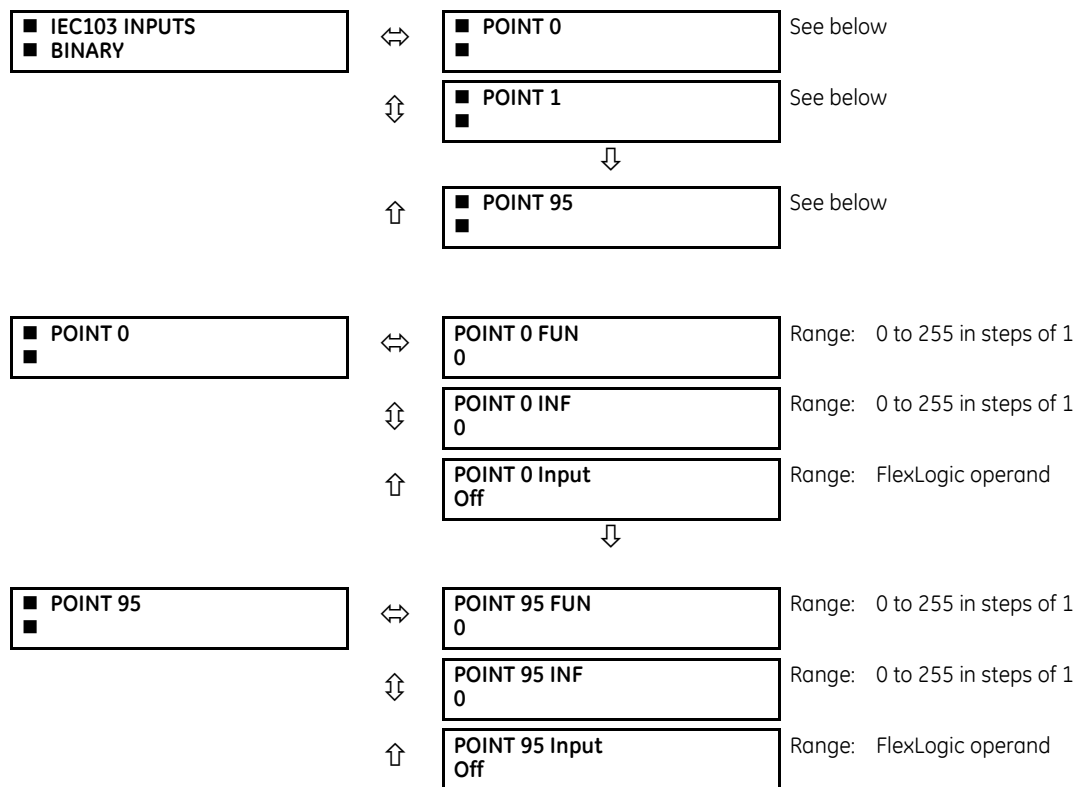 ■ IEC103 INPUTS
■ BINARY
⇔
■ POINT 0
■
See below
⇕
■ POINT 1
■
See below
⇩
⇧
■ POINT 95
■
See below
■ POINT 0
■
⇔
POINT 0 FUN
0
Range: 0 to 255 in steps of 1
⇕
POINT 0 INF
0
Range: 0 to 255 in steps of 1
⇧
POINT 0 Input
Off
Range: FlexLogic operand
⇩
■ POINT 95
■
⇔
POINT 95 FUN
0
Range: 0 to 255 in steps of 1
⇕
POINT 95 INF
0
Range: 0 to 255 in steps of 1
⇧
POINT 95 Input
Off
Range: FlexLogic operand